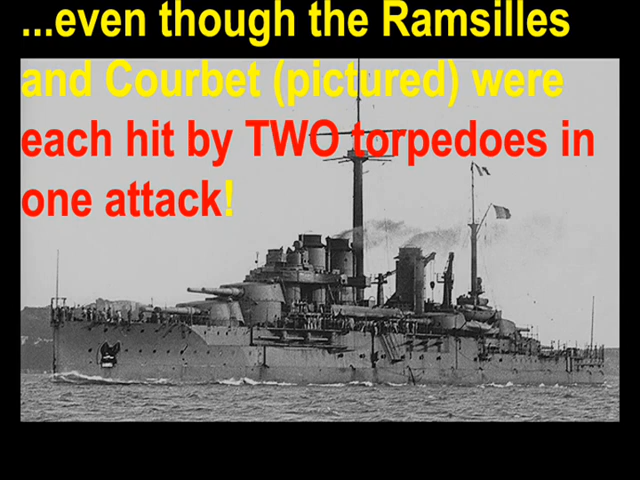 ...even though the Ramsilles
and Courbet (pictured) were
each hit by TWO torpedoes in
one attack!